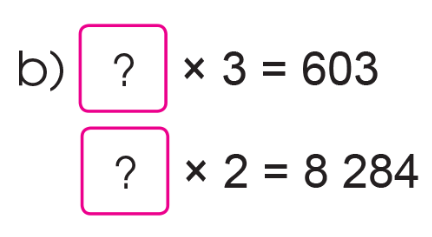 b) ? × 3 = 603
? × 2 = 8 284